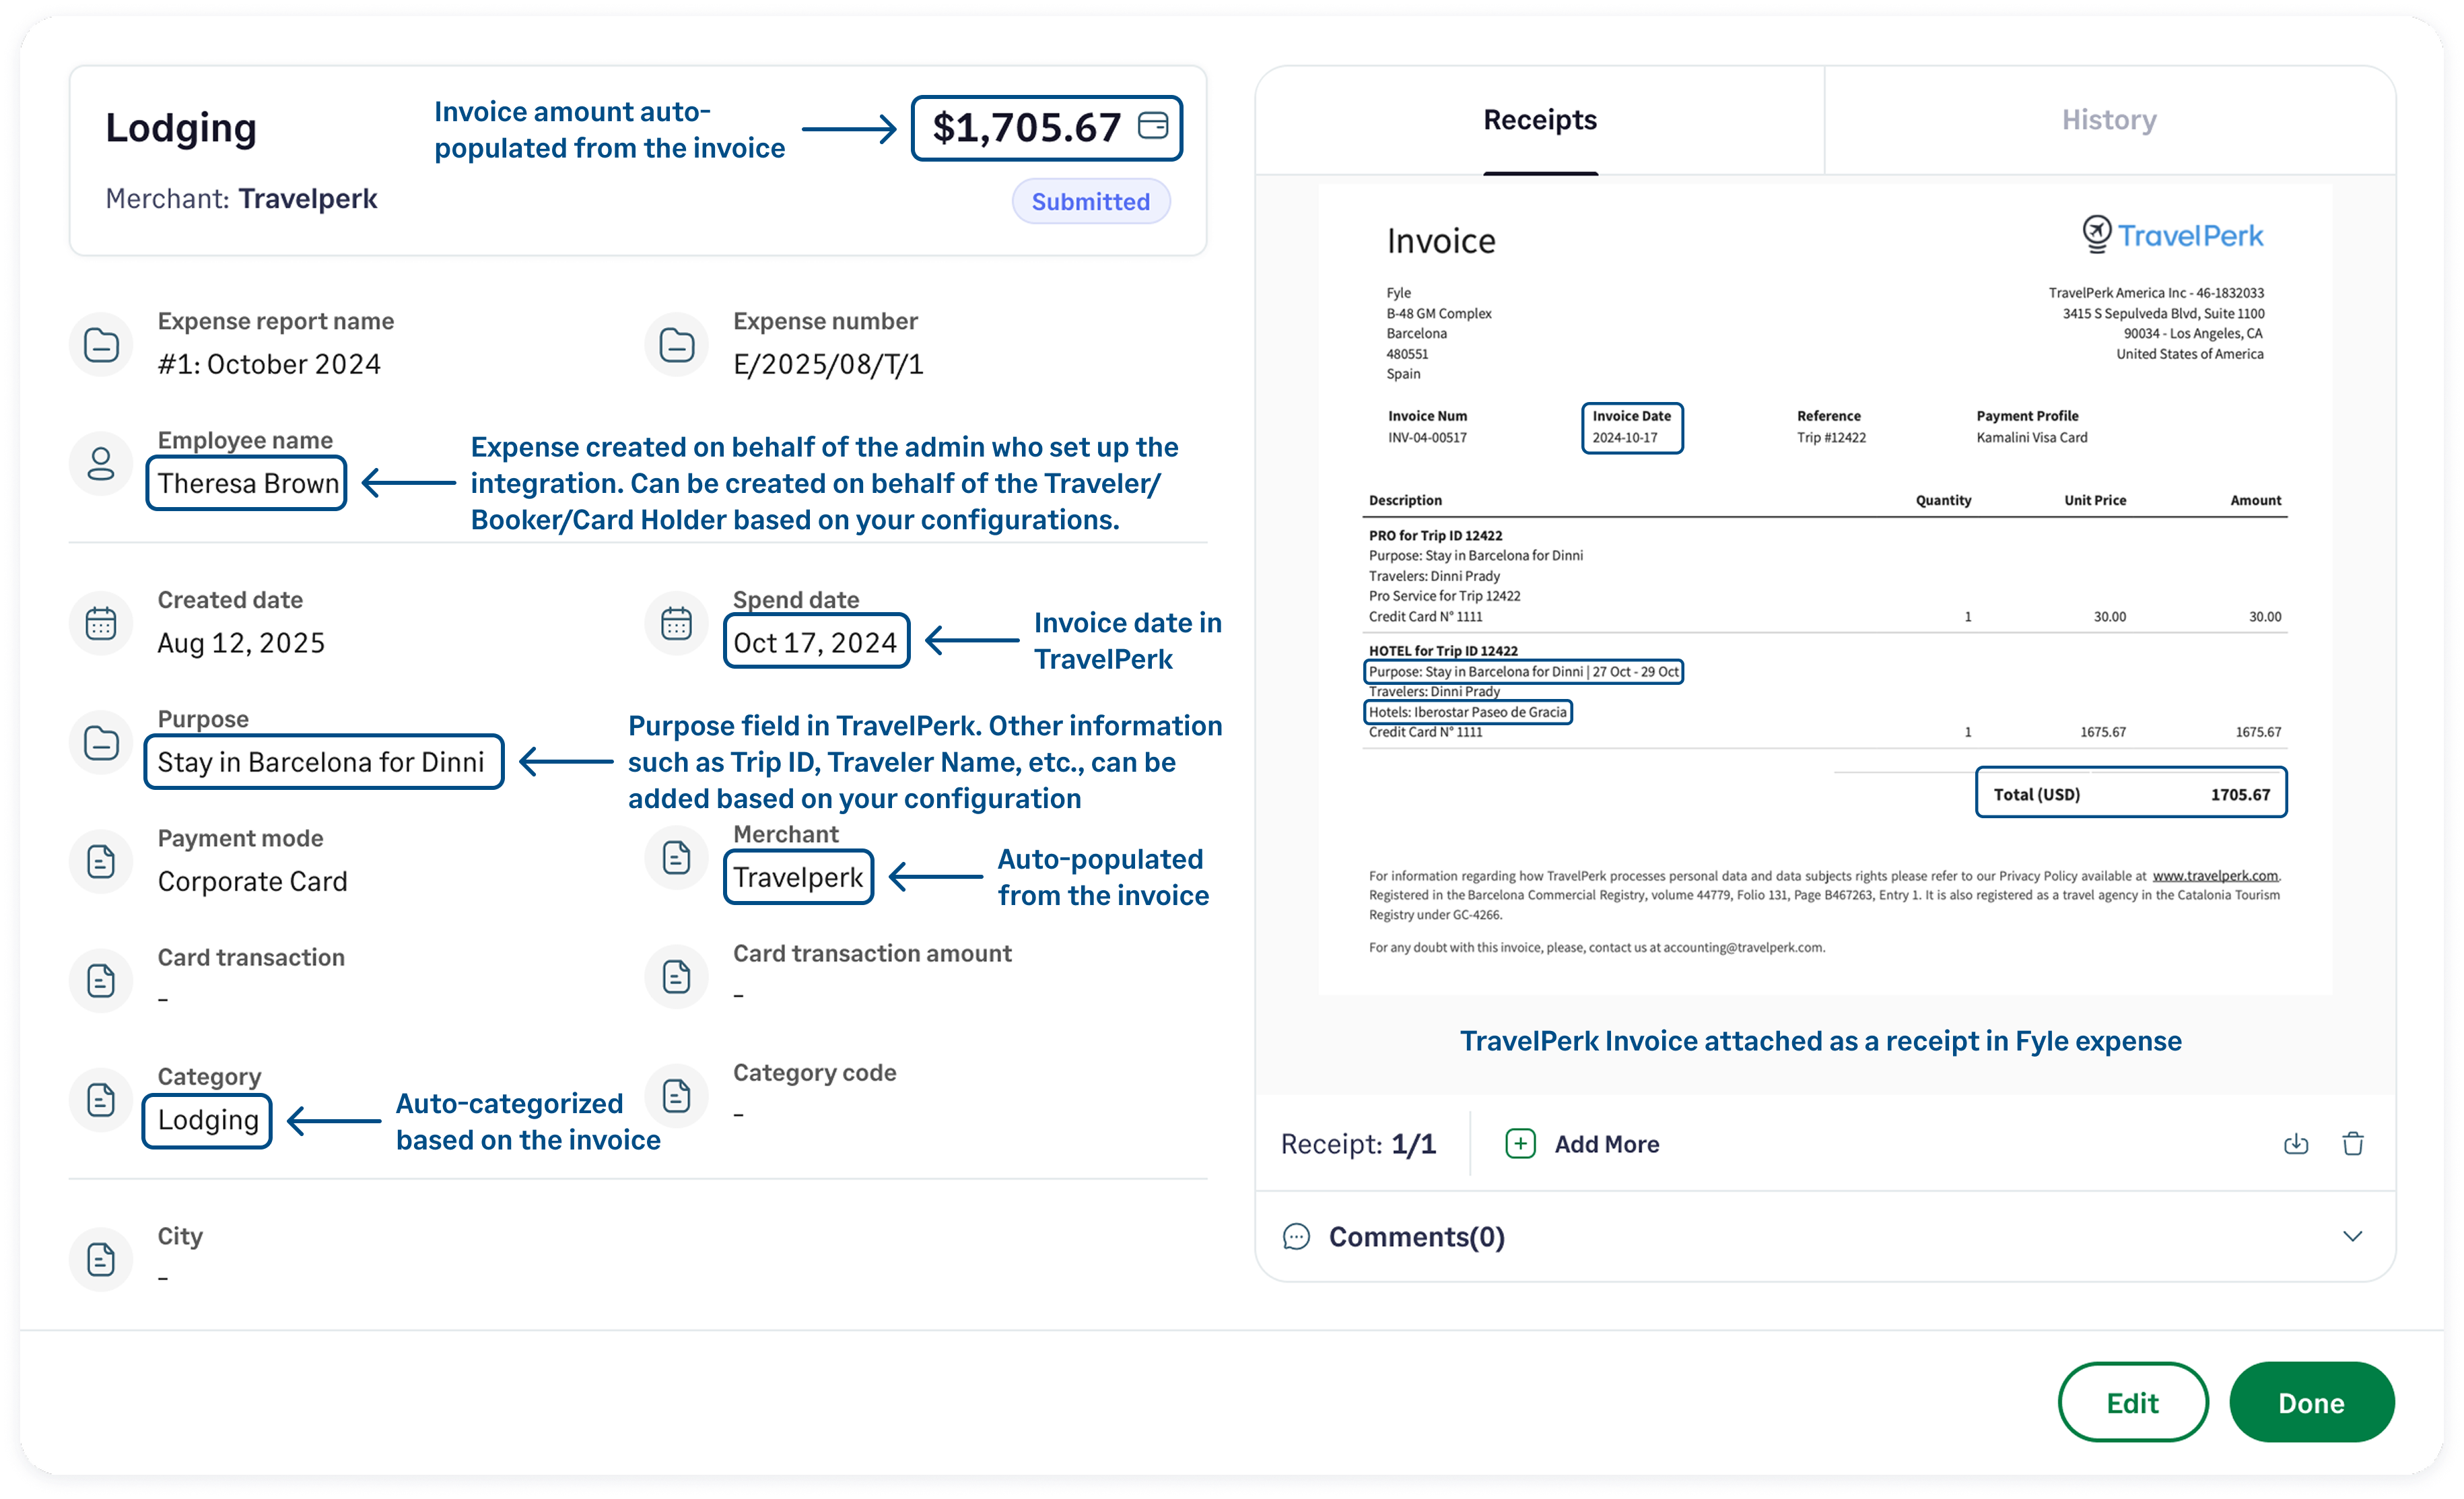 Lodging
Invoice amount auto-
populated from the invoice
$1,705.67
Merchant: Travelperk
Submitted
Expense report name
#1: October 2024
Expense number
E/2025/08/T/1
Employee name
Theresa Brown
Expense created on behalf of the admin who set up the
integration. Can be created on behalf of the Traveler/
Booker/Card Holder based on your configurations.
Created date
Aug 12, 2025
Spend date
Oct 17, 2024
Invoice date in
TravelPerk
Purpose
Stay in Barcelona for Dinni
Purpose field in TravelPerk. Other information
such as Trip ID, Traveler Name, etc., can be
added based on your configuration
Payment mode
Corporate Card
Merchant
Travelperk
Auto-populated
from the invoice
Card transaction
-
Card transaction amount
-
Category
Lodging
Auto-categorized
based on the invoice
Category code
-
City
-
Receipts
History
Invoice
TravelPerk
Fyle
B-48 GM Complex
Barcelona
480551
Spain
TravelPerk America Inc - 46-1832033
3415 S Sepulveda Blvd, Suite 1100
90034 - Los Angeles, CA
United States of America
Invoice Num
INV-04-00517
Invoice Date
2024-10-17
Reference
Trip #12422
Payment Profile
Kamalini Visa Card
Description Quantity Unit Price Amount
PRO for Trip ID 12422
Purpose: Stay in Barcelona for Dinni
Travelers: Dinni Prady
Pro Service for Trip 12422
Credit Card N° 1111 1 30.00 30.00
HOTEL for Trip ID 12422
Purpose: Stay in Barcelona for Dinni | 27 Oct - 29 Oct
Travelers: Dinni Prady
Hotels: Iberostar Paseo de Gracia
Credit Card N° 1111 1 1675.67 1675.67
Total (USD) 1705.67
For information regarding how TravelPerk processes personal data and data subjects rights please refer to our Privacy Policy available at www.travelperk.com.
Registered in the Barcelona Commercial Registry, volume 44779, Folio 131, Page B467263, Entry 1. It is also registered as a travel agency in the Catalonia Tourism
Registry under GC-4266.
For any doubt with this invoice, please, contact us at accounting@travelperk.com.
TravelPerk Invoice attached as a receipt in Fyle expense
Receipt: 1/1
Add More
Comments(0)
Edit
Done